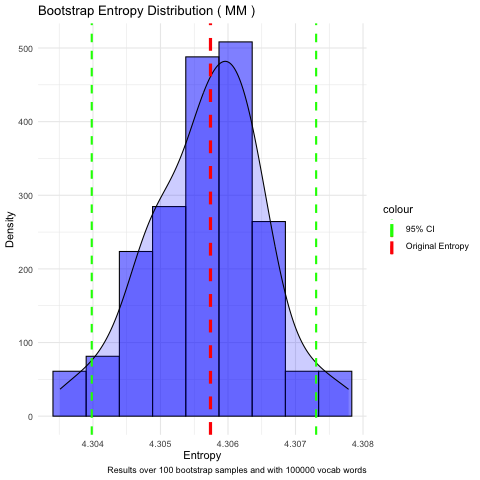 Bootstrap Entropy Distribution ( MM )
500
400
300
200
100
0
Density
4.304
4.305
4.306
4.307
4.308
Entropy
colour
95% CI
Original Entropy
Results over 100 bootstrap samples and with 100000 vocab words